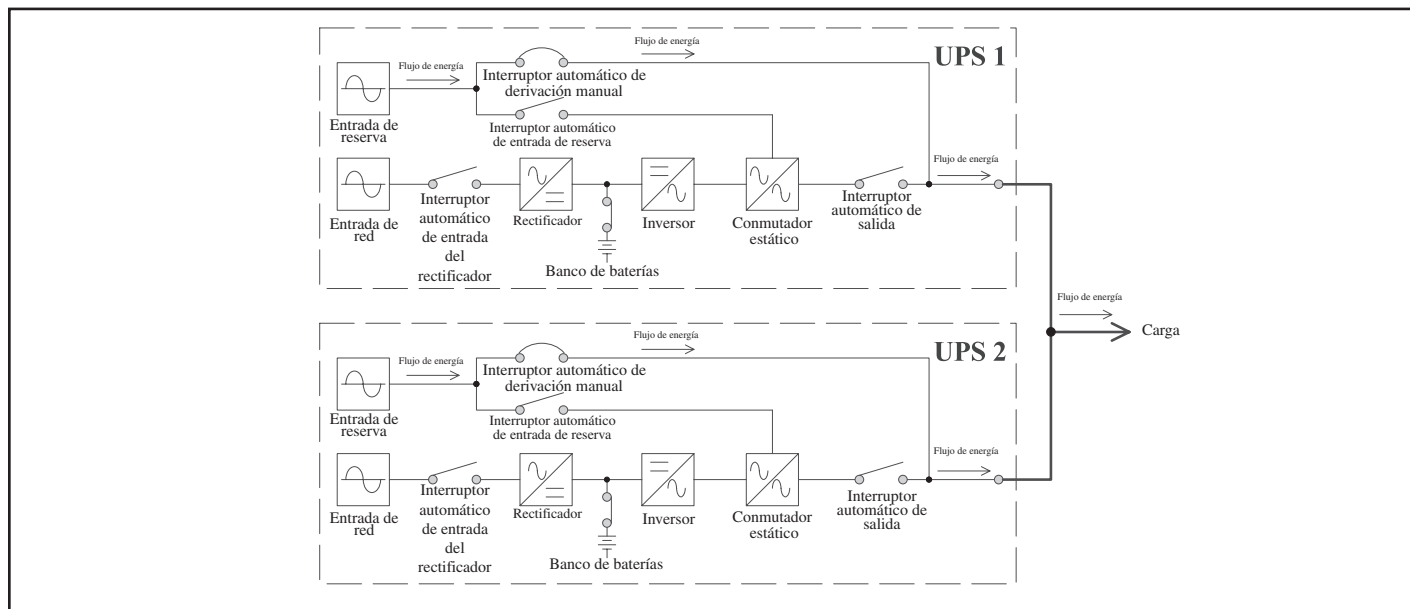 Flujo de energía
UPS 1
Flujo de energía
Interruptor automático de
derivación manual
Entrada de
reserva
Interruptor automático
de entrada de reserva
Flujo de energía
Entrada de
red
Interruptor
automático
de entrada
del
rectificador
Rectificador
Banco de baterías
Inversor
Conmutador
estático
Interruptor
automático de
salida
Flujo de energía
Carga
Flujo de energía
UPS 2
Flujo de energía
Interruptor automático de
derivación manual
Entrada de
reserva
Interruptor automático
de entrada de reserva
Flujo de energía
Entrada de
red
Interruptor
automático
de entrada
del
rectificador
Rectificador
Banco de baterías
Inversor
Conmutador
estático
Interruptor
automático de
salida